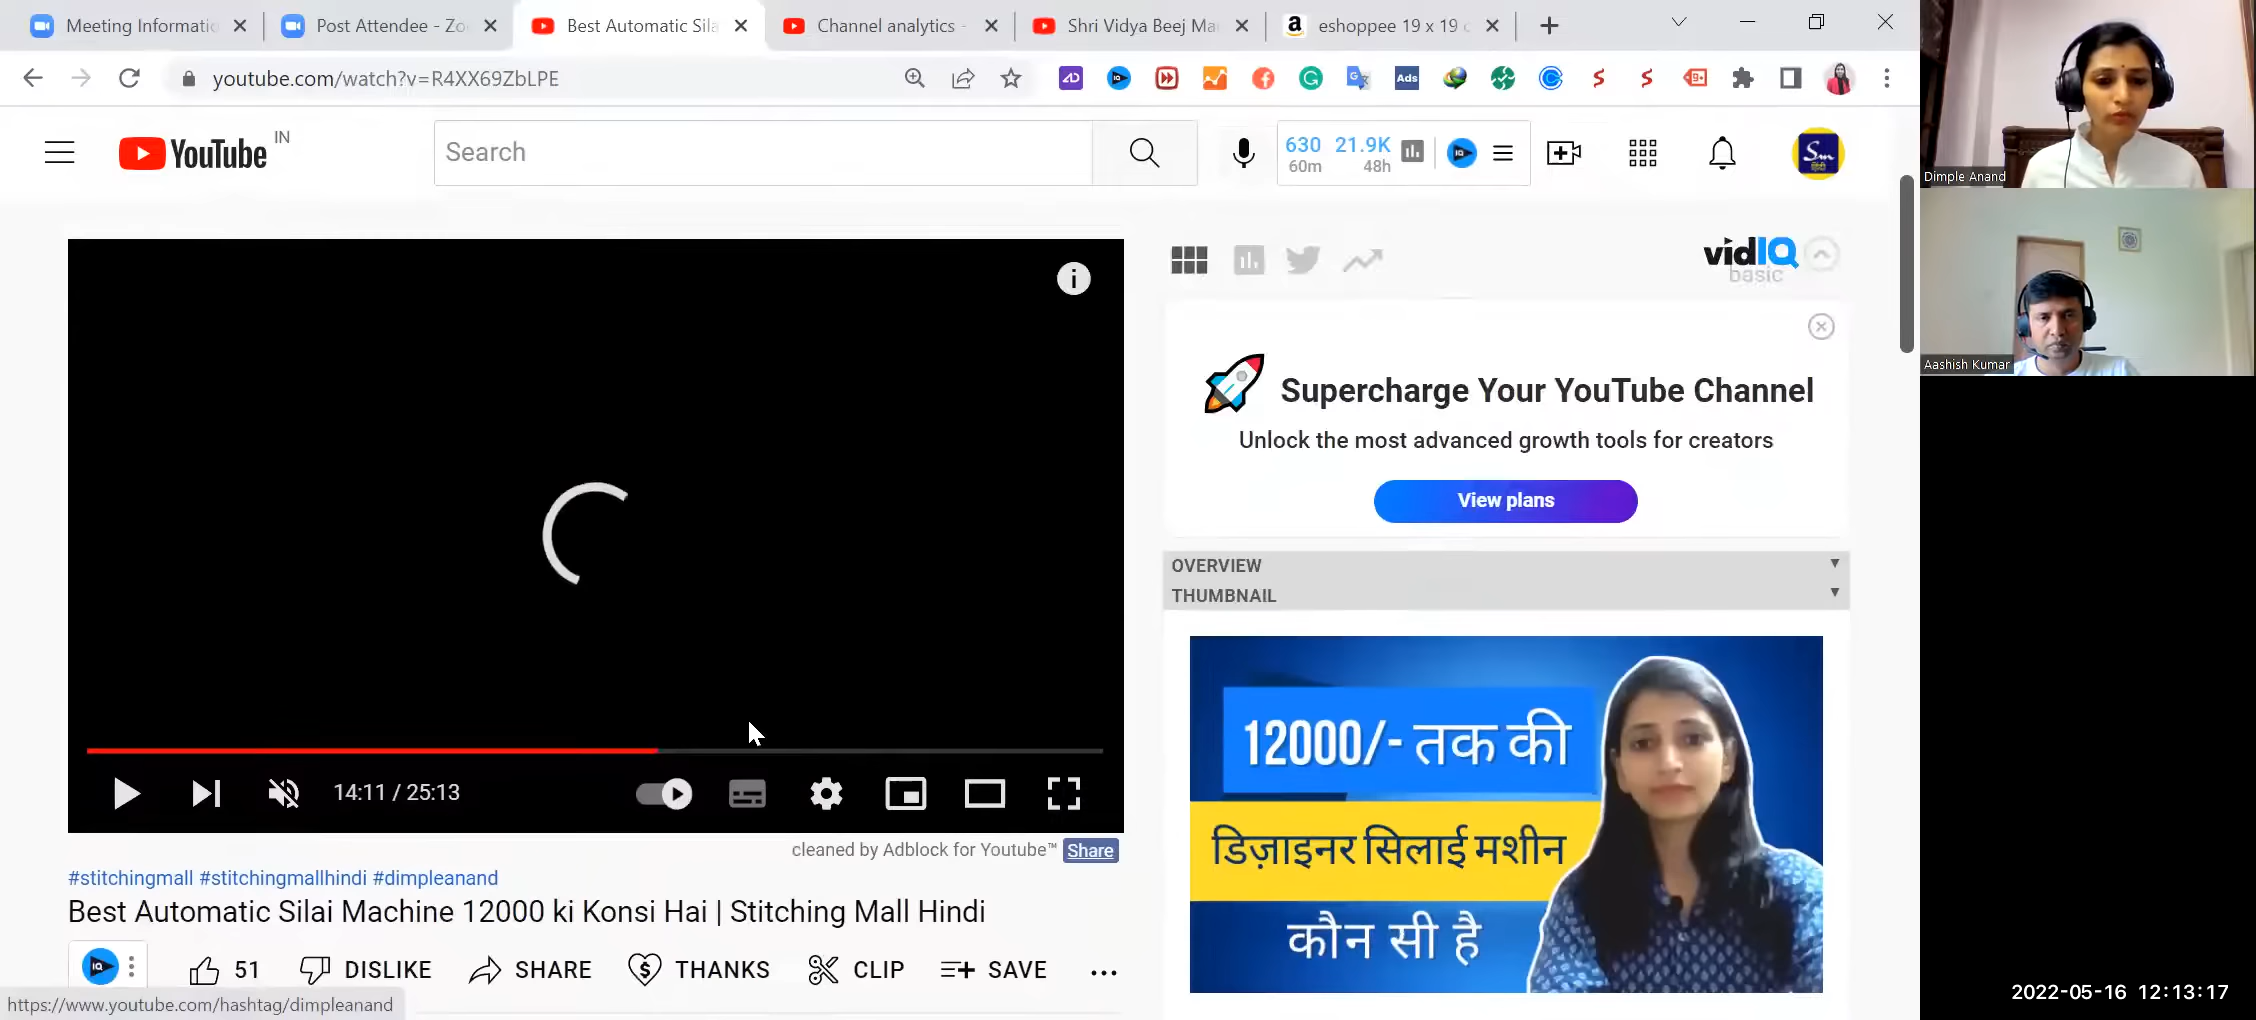 Meeting Informatic
Post Attendee - Zo
Best Automatic Sila
Channel analytics -
Shri Vidya Beej Ma
eshoppee 19 x 19 c
youtube.com/watch?v=R4XX69ZbLPE
Ads
YouTube IN
Search
630 21.9K
60m 48h
Dimple Anand
Aashish Kumar
vidIQ
basic
Supercharge Your YouTube Channel
Unlock the most advanced growth tools for creators
View plans
OVERVIEW
THUMBNAIL
12000/- तक की
डिज़ाइनर सिलाई मशीन
कौन सी है
14:11 / 25:13
cleaned by Adblock for Youtube™ Share
#stitchingmall #stitchingmallhindi #dimpleanand
Best Automatic Silai Machine 12000 ki Konsi Hai | Stitching Mall Hindi
51 DISLIKE SHARE THANKS CLIP SAVE
https://www.youtube.com/hashtag/dimpleanand
2022-05-16 12:13:17